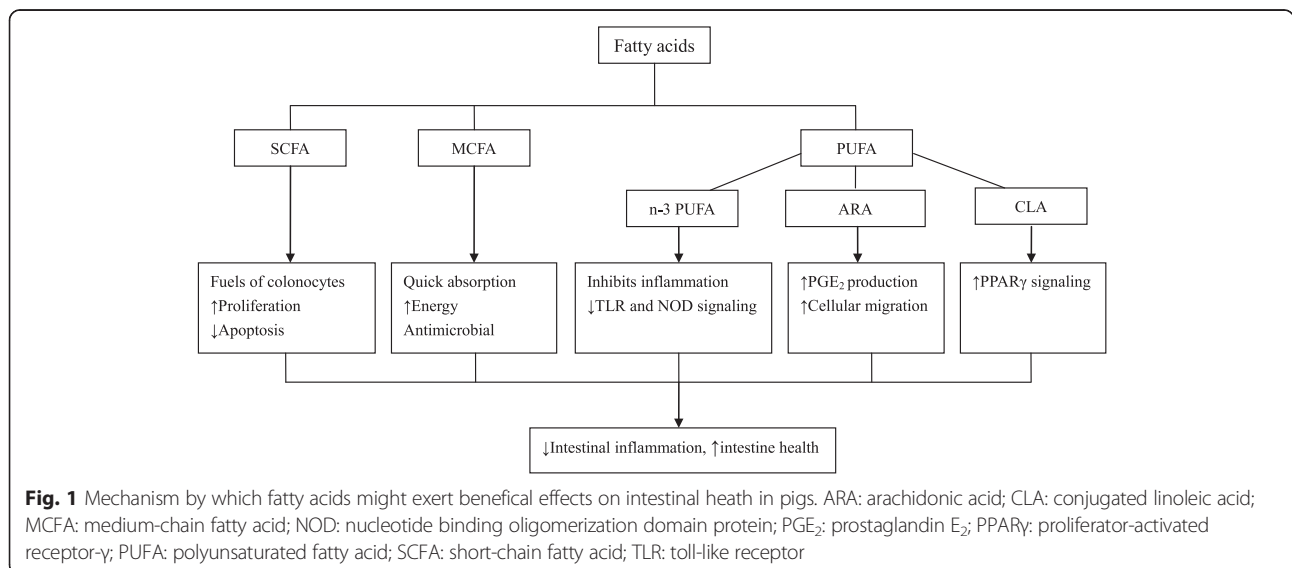 Fatty acids
SCFA
MCFA
PUFA
n-3 PUFA
ARA
CLA
Fuels of colonocytes
↑Proliferation
↓Apoptosis
Quick absorption
↑Energy
Antimicrobial
Inhibits inflammation
↓TLR and NOD signaling
↑PGE₂ production
↑Cellular migration
↑PPARγ signaling
↓Intestinal inflammation, ↑intestine health
Fig. 1 Mechanism by which fatty acids might exert benefical effects on intestinal heath in pigs. ARA: arachidonic acid; CLA: conjugated linoleic acid;
MCFA: medium-chain fatty acid; NOD: nucleotide binding oligomerization domain protein; PGE₂: prostaglandin E₂; PPARγ: proliferator-activated
receptor-γ; PUFA: polyunsaturated fatty acid; SCFA: short-chain fatty acid; TLR: toll-like receptor